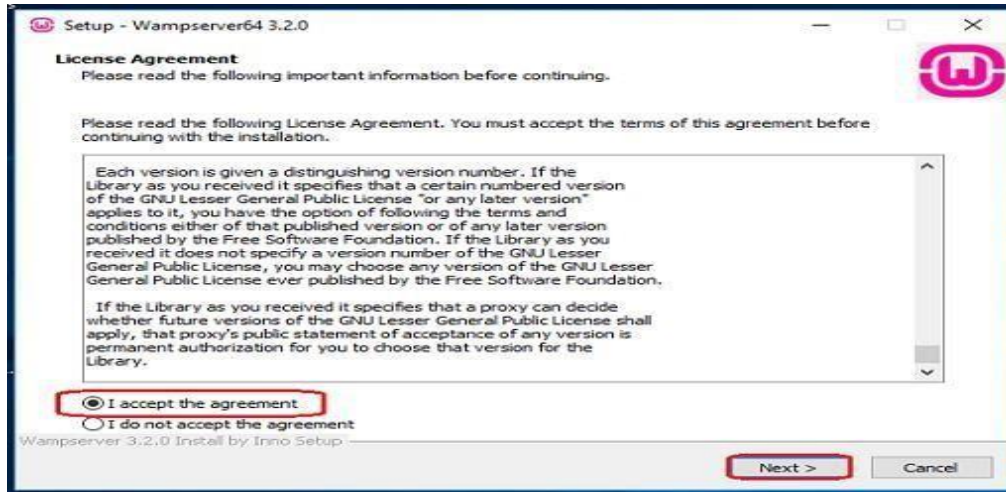 Setup - Wampserver64 3.2.0
License Agreement
Please read the following important information before continuing.
Please read the following License Agreement. You must accept the terms of this agreement before
continuing with the installation.
Each version is given a distinguishing version number. If the
Library as you received it specifies that a certain numbered version
of the GNU Lesser General Public License "or any later version"
applies to it, you have the option of following the terms and
conditions either of that published version or of any later version
published by the Free Software Foundation. If the Library as you
received it does not specify a version number of the GNU Lesser
General Public License, you may choose any version of the GNU Lesser
General Public License ever published by the Free Software Foundation.
If the Library as you received it specifies that a proxy can decide
whether future versions of the GNU Lesser General Public License shall
apply, that proxy's public statement of acceptance of any version is
permanent authorization for you to choose that version for the
Library.
I accept the agreement
I do not accept the agreement
Wampserver 3.2.0 Install by Inno Setup
Next > Cancel